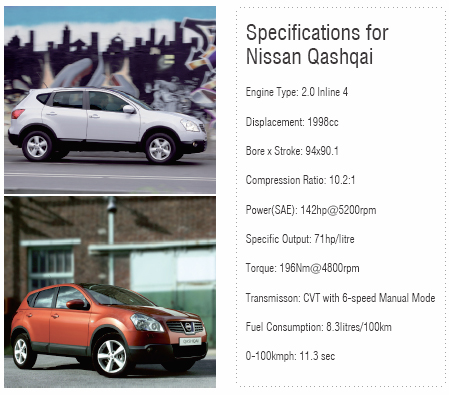 Specifications for
Nissan Qashqai
Engine Type: 2.0 Inline 4
Displacement: 1998cc
Bore x Stroke: 94x90.1
Compression Ratio: 10.2:1
Power(SAE): 142hp@5200rpm
Specific Output: 71hp/litre
Torque: 196Nm@4800rpm
Transmisson: CVT with 6-speed Manual Mode
Fuel Consumption: 8.3litres/100km
0-100kmph: 11.3 sec